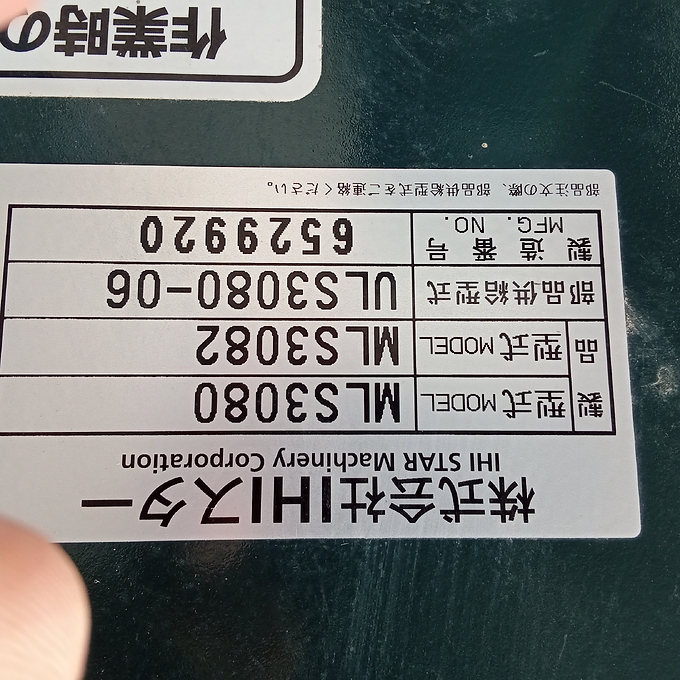 株式会社IHIスター
IHI STAR Machinery Corporation
製 型式 MODEL MLS3080
品 型式 MODEL MLS3082
部品供給型式 ULS3080-06
製造番号 6529920
MFG. NO.
部品注文の際、部品供給型式をご連絡ください。
作業時の